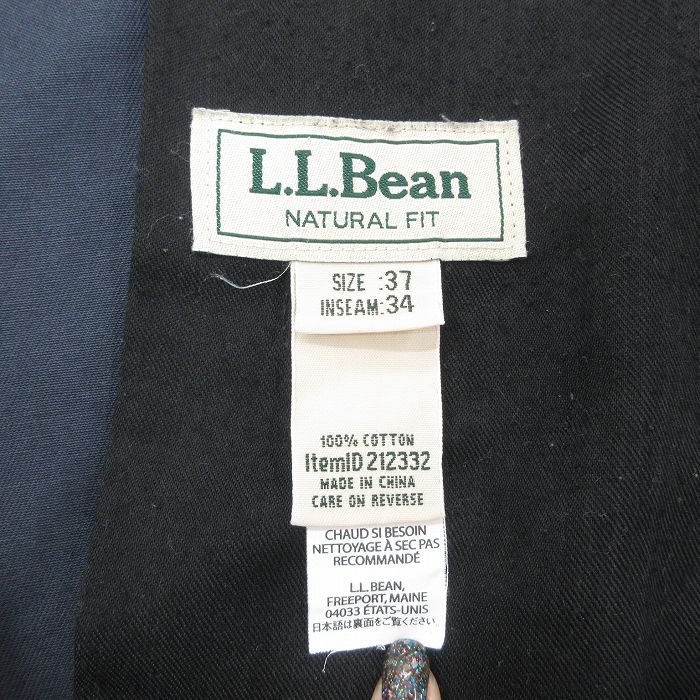 L.L.Bean
NATURAL FIT
SIZE :37
INSEAM:34
100% COTTON
ItemID 212332
MADE IN CHINA
CARE ON REVERSE
CHAUD SI BESOIN
NETTOYAGE À SEC PAS
RECOMMANDÉ
L.L.BEAN,
FREEPORT, MAINE
04033 ÉTATS-UNIS
日本語は裏面をご覧ください